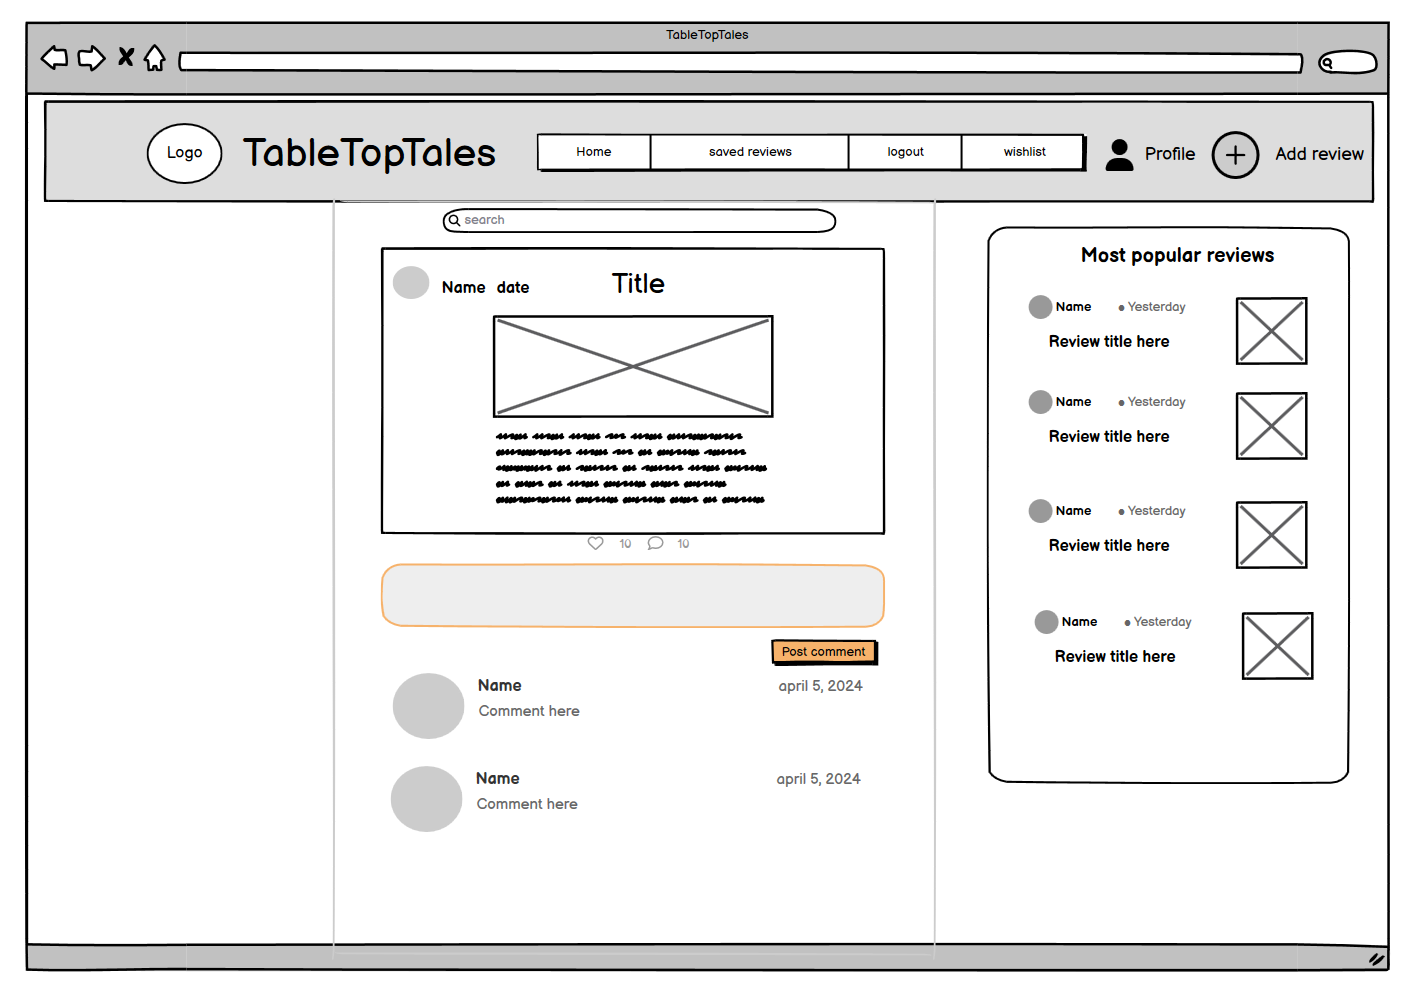 TableTopTales
Logo
TableTopTales
Home
saved reviews
logout
wishlist
Profile
Add review
search
Name date
Title
10
10
Post comment
Name
april 5, 2024
Comment here
Name
april 5, 2024
Comment here
Most popular reviews
Name
• Yesterday
Review title here
Name
• Yesterday
Review title here
Name
• Yesterday
Review title here
Name
• Yesterday
Review title here